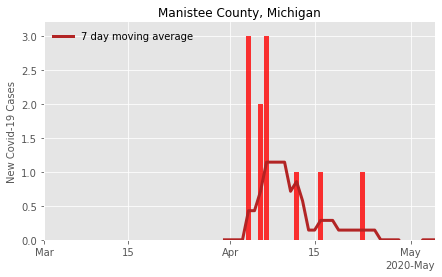 Manistee County, Michigan
7 day moving average
New Covid-19 Cases
3.0
2.5
2.0
1.5
1.0
0.5
0.0
Mar
15
Apr
15
May
2020-May